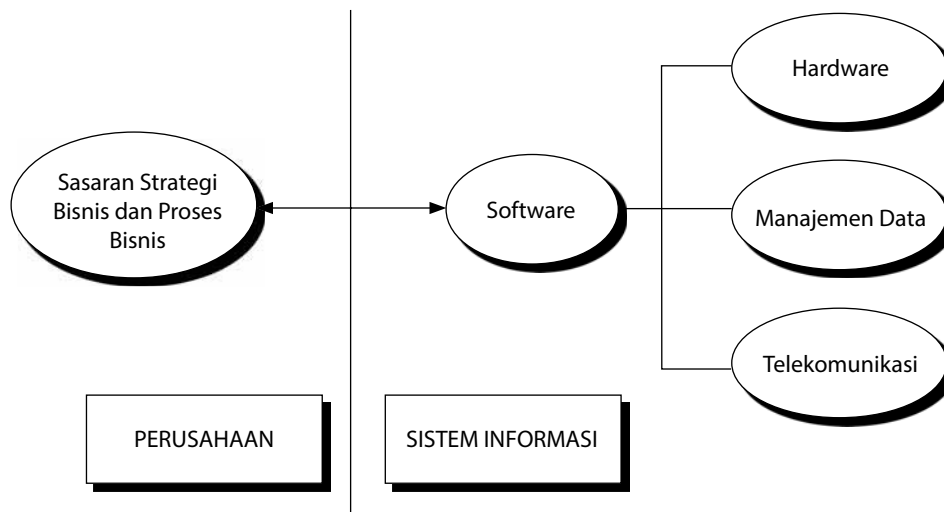 Hardware
Sasaran Strategi
Bisnis dan Proses
Bisnis
Software
Manajemen Data
Telekomunikasi
PERUSAHAAN
SISTEM INFORMASI